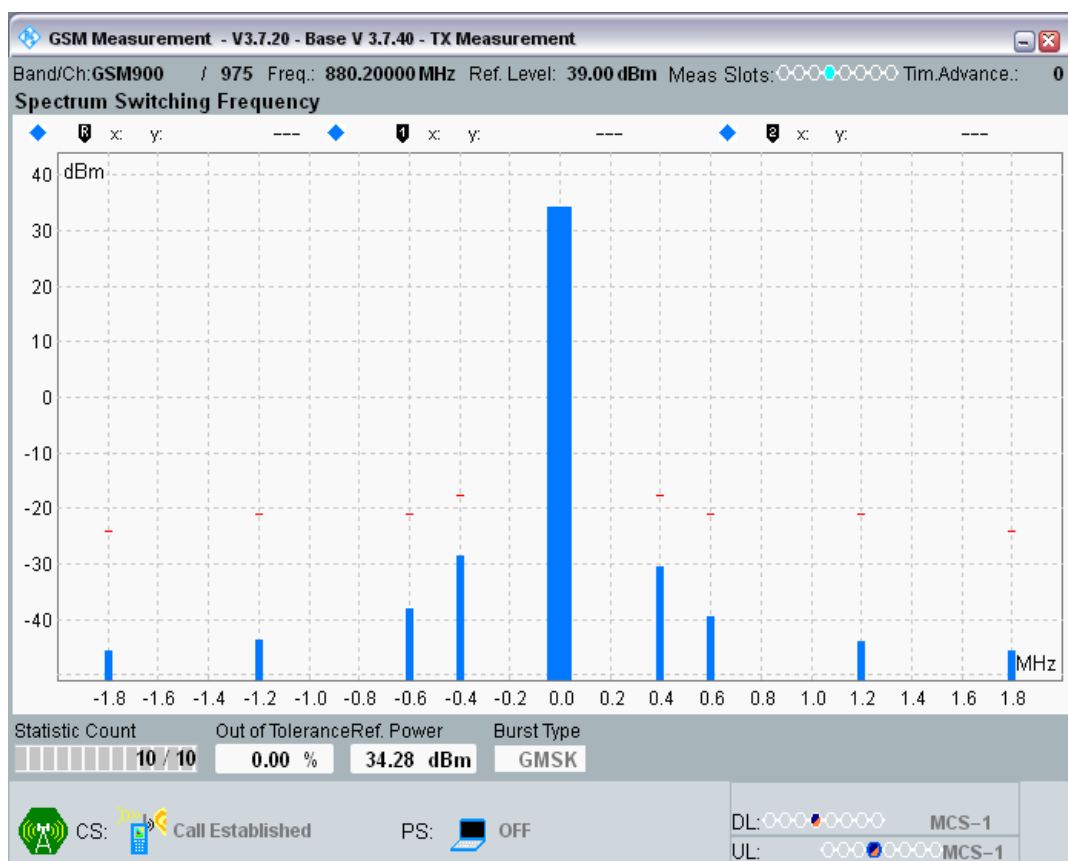 GSM Measurement - V3.7.20 - Base V 3.7.40 - TX Measurement
Band/Ch:GSM900 / 975 Freq.: 880.20000 MHz Ref. Level: 39.00 dBm Meas Slots: Tim.Advance.: 0
Spectrum Switching Frequency
R x: y: --- 1 x: y: --- 2 x: y: ---
dBm
40
30
20
10
0
-10
-20
-30
-40
MHz
-1.8 -1.6 -1.4 -1.2 -1.0 -0.8 -0.6 -0.4 -0.2 0.0 0.2 0.4 0.6 0.8 1.0 1.2 1.4 1.6 1.8
Statistic Count Out of Tolerance Ref. Power Burst Type
10 / 10 0.00 % 34.28 dBm GMSK
CS: Call Established PS: OFF
DL: MCS-1
UL: MCS-1